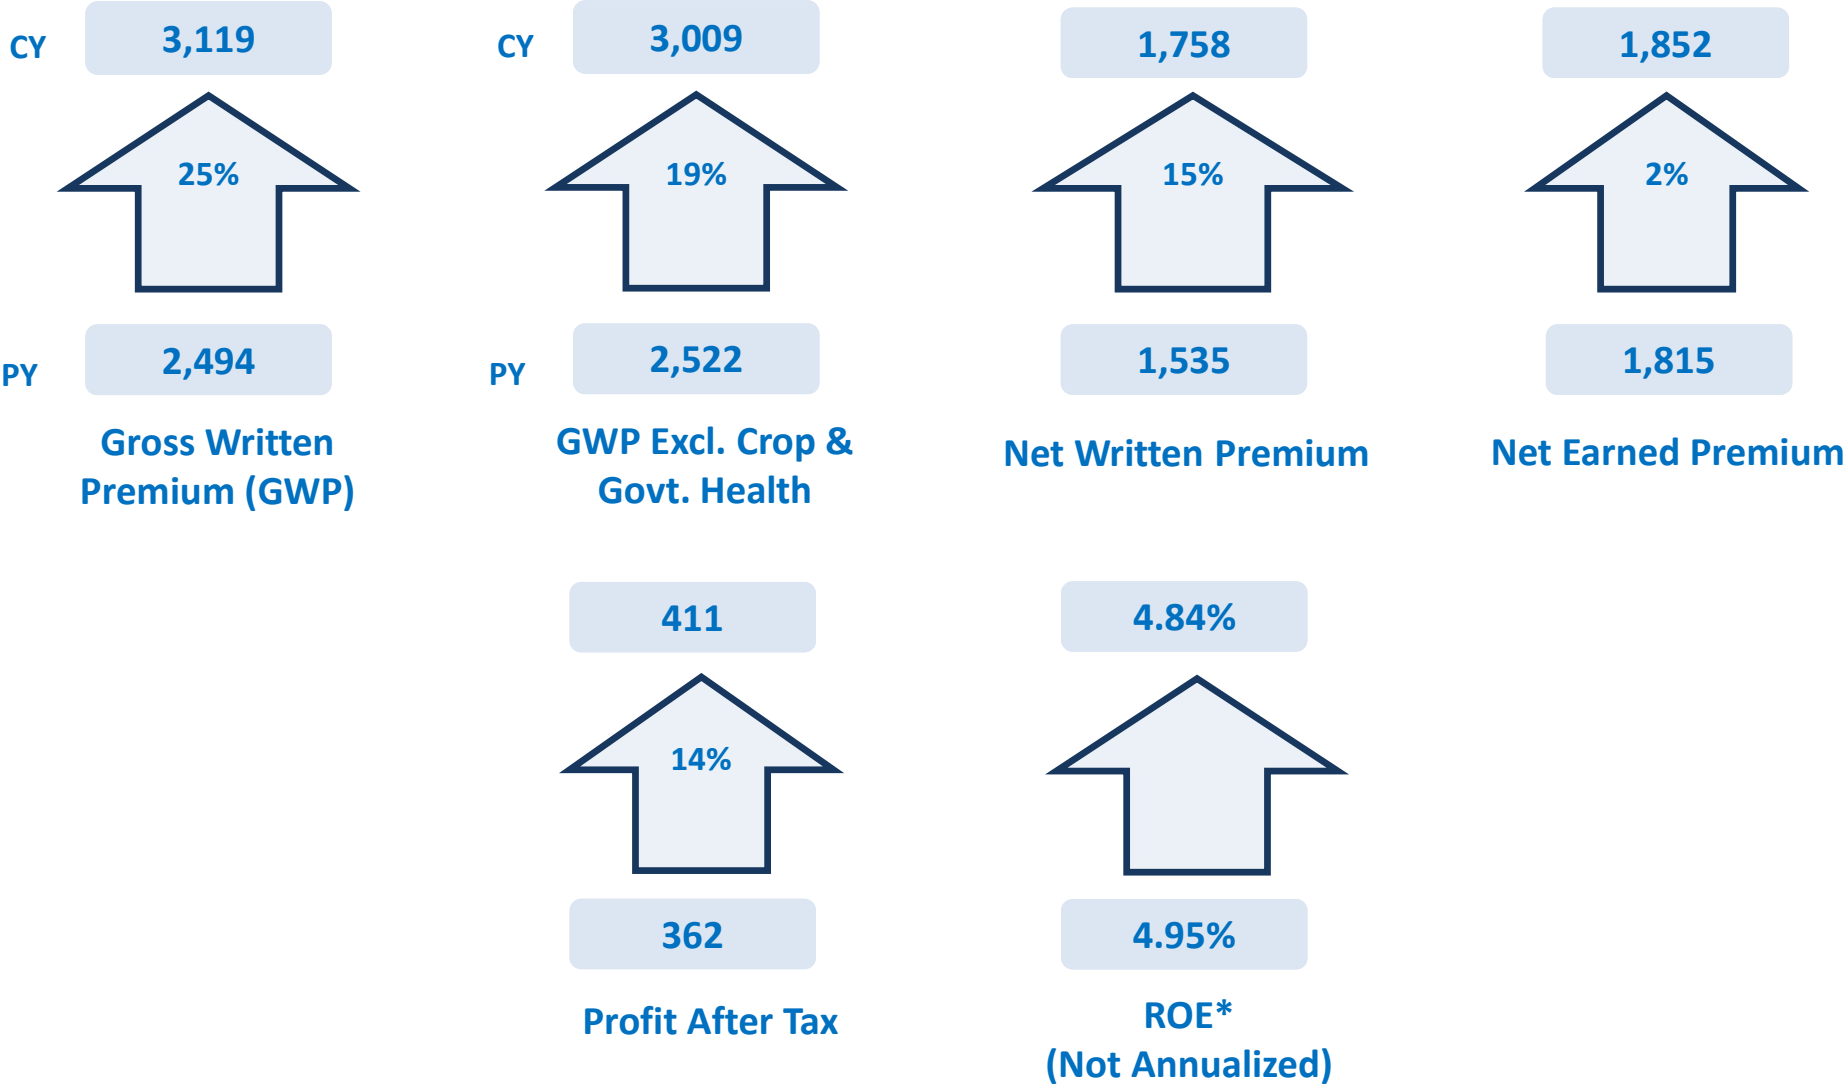 CY
3,119
25%
PY
2,494
Gross Written
Premium (GWP)
CY
3,009
19%
PY
2,522
GWP Excl. Crop &
Govt. Health
1,758
15%
1,535
Net Written Premium
1,852
2%
1,815
Net Earned Premium
411
14%
362
Profit After Tax
4.84%
4.95%
ROE*
(Not Annualized)